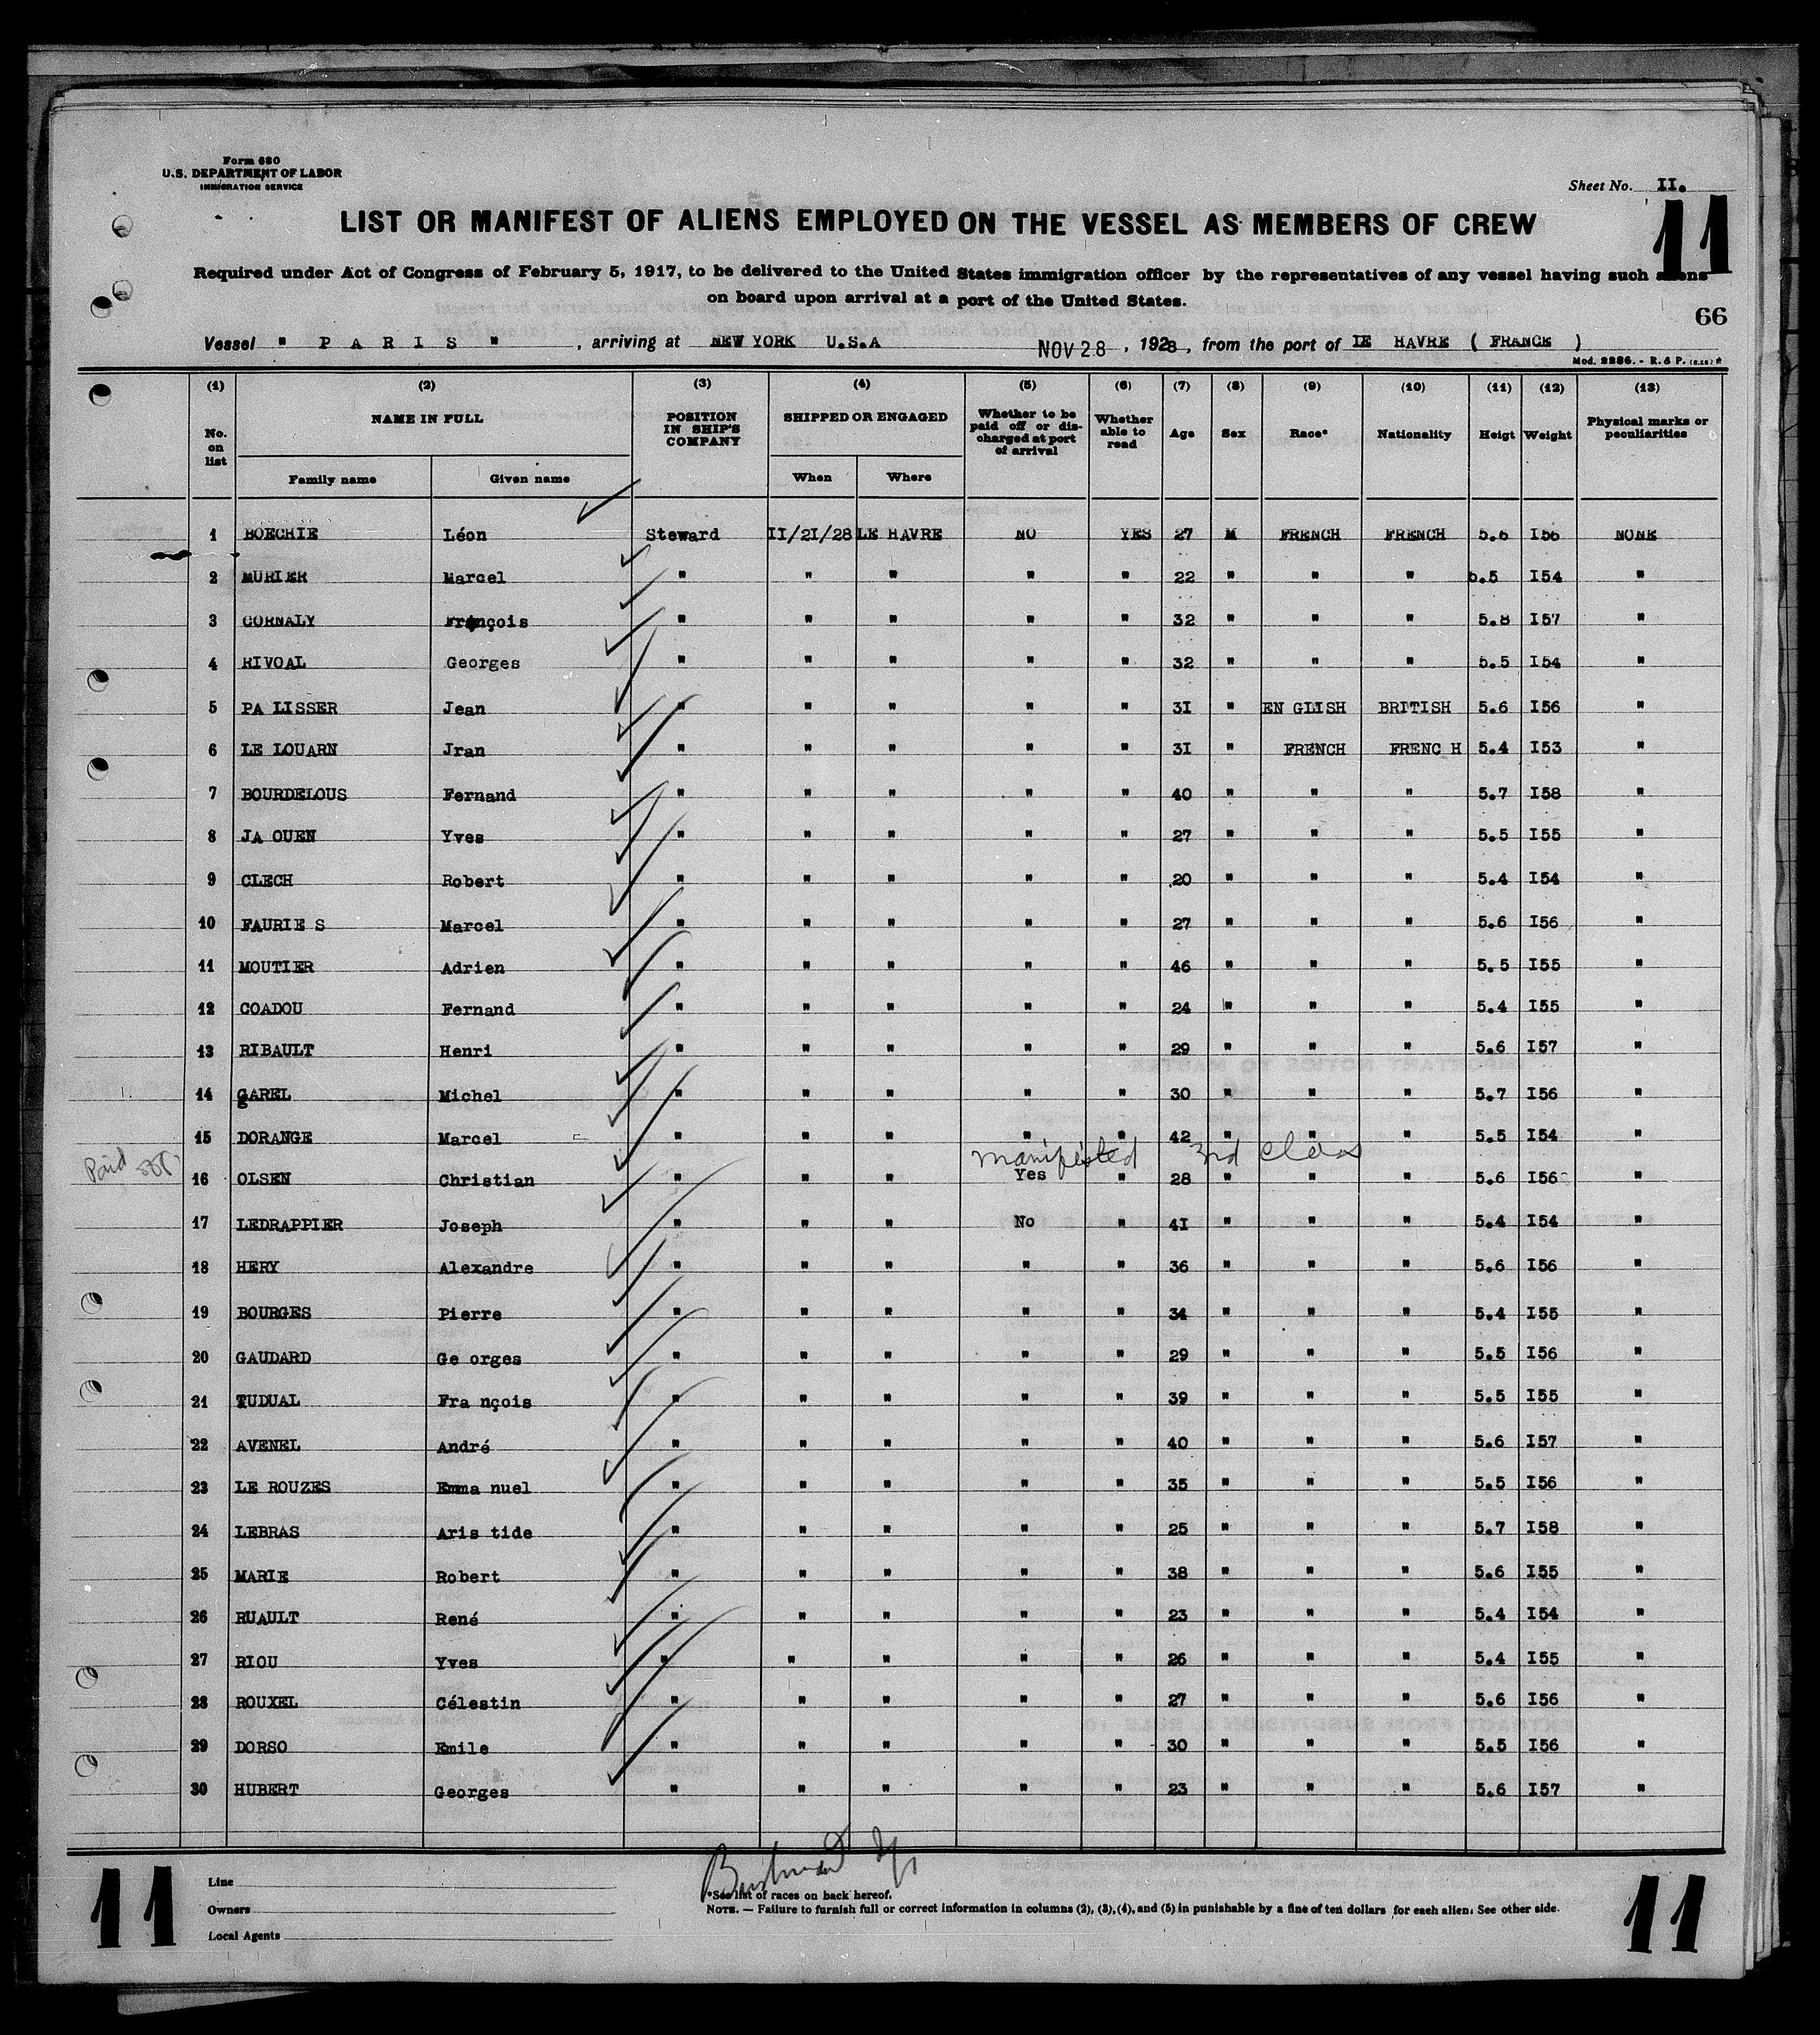 Form 680
U.S. DEPARTMENT OF LABOR
IMMIGRATION SERVICE
Sheet No. II.
11
LIST OR MANIFEST OF ALIENS EMPLOYED ON THE VESSEL AS MEMBERS OF CREW
Required under Act of Congress of February 5, 1917, to be delivered to the United States immigration officer by the representatives of any vessel having such aliens
on board upon arrival at a port of the United States.
66
Vessel " P A R I S " , arriving at NEW YORK U.S.A NOV 28 , 1928, from the port of LE HAVRE ( FRANCE )
Mod. 2286. - R. & P.
(1) (2) (3) (4) (5) (6) (7) (8) (9) (10) (11) (12) (13)
No. on list NAME IN FULL POSITION IN SHIP'S COMPANY SHIPPED OR ENGAGED Whether to be paid off or discharged at port of arrival Whether able to read Age Sex Race* Nationality Heigt Weight Physical marks or peculiarities
Family name Given name When Where
1 BOECHIE Léon Steward II/2I/28 LE HAVRE NO YES 27 M FRENCH FRENCH 5.6 I56 NONE
2 MURIER Marcel " " " " " 22 " " " 5.5 I54 "
3 CORNALY François " " " " " 32 " " " 5.8 I57 "
4 RIVOAL Georges " " " " " 32 " " " 5.5 I54 "
5 PA LISSER Jean " " " " " 3I " EN GLISH BRITISH 5.6 I56 "
6 LE LOUARN Jran " " " " " 3I " FRENCH FRENC H 5.4 I53 "
7 BOURDELOUS Fernand " " " " " 40 " " " 5.7 I58 "
8 JA OUEN Yves " " " " " 27 " " " 5.5 I55 "
9 CLECH Robert " " " " " 20 " " " 5.4 I54 "
10 FAURIE S Marcel " " " " " 27 " " " 5.6 I56 "
11 MOUTIER Adrien " " " " " 46 " " " 5.5 I55 "
12 COADOU Fernand " " " " " 24 " " " 5.4 I55 "
13 RIBAULT Henri " " " " " 29 " " " 5.6 I57 "
14 GAREL Michel " " " " " 30 " " " 5.7 I56 "
15 DORANGE Marcel " " " " " 42 " " " 5.5 I54 "
manifested 3rd class
Paid
16 OLSEN Christian " " " Yes " 28 " " " 5.6 I56 "
17 LEDRAPPIER Joseph " " " No " 4I " " " 5.4 I54 "
18 HERY Alexandre " " " " " 36 " " " 5.6 I56 "
19 BOURGES Pierre " " " " " 34 " " " 5.4 I55 "
20 GAUDARD Ge orges " " " " " 29 " " " 5.5 I56 "
21 TUDUAL Fra nçois " " " " " 39 " " " 5.5 I55 "
22 AVENEL André " " " " " 40 " " " 5.6 I57 "
23 LE ROUZES Emma nuel " " " " " 35 " " " 5.5 I56 "
24 LEBRAS Aris tide " " " " " 25 " " " 5.7 I58 "
25 MARIE Robert " " " " " 38 " " " 5.6 I55 "
26 RUAULT René " " " " " 23 " " " 5.4 I54 "
27 RIOU Yves " " " " " 26 " " " 5.4 I55 "
28 ROUXEL Célestin " " " " " 27 " " " 5.6 I56 "
29 DORSO Emile " " " " " 30 " " " 5.5 I56 "
30 HUBERT Georges " " " " " 23 " " " 5.6 I57 "
11
Line
Owners
Local Agents
*See list of races on back hereof.
NOTE. — Failure to furnish full or correct information in columns (2), (3), (4), and (5) in punishable by a fine of ten dollars for each alien. See other side.
11